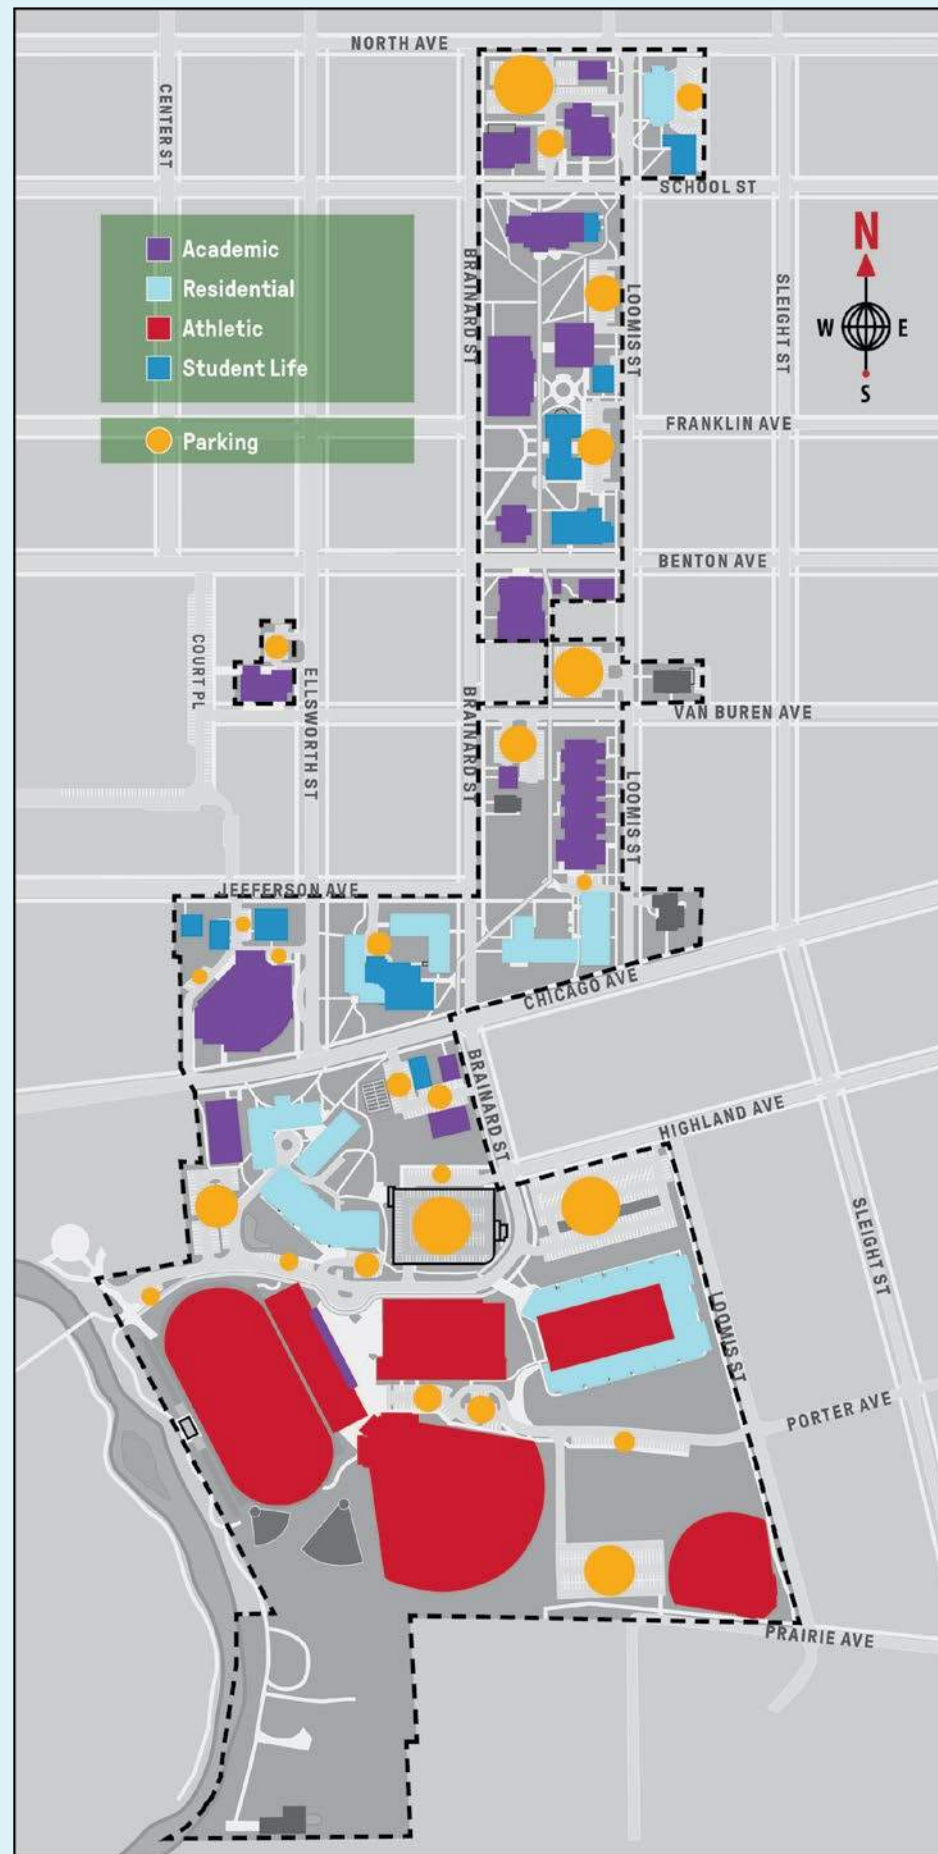 NORTH AVE
CENTER ST
SCHOOL ST
Academic
Residential
Athletic
Student Life
Parking
BRAINARD ST
LOOMIS ST
SLEIGHT ST
N
W
E
S
FRANKLIN AVE
BENTON AVE
COURT PL
ELLSWORTH ST
BRAINARD ST
VAN BUREN AVE
LOOMIS ST
JEFFERSON AVE
CHICAGO AVE
BRAINARD ST
HIGHLAND AVE
SLEIGHT ST
LOOMIS ST
PORTER AVE
PRAIRIE AVE